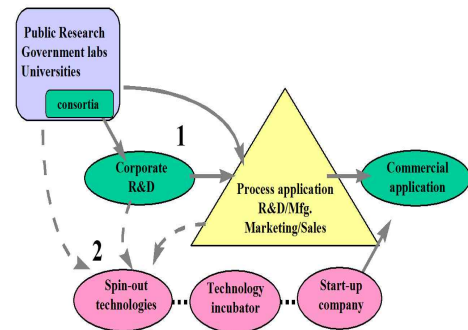 Public Research
Government labs
Universities
consortia
1
Corporate
R&D
Process application
R&D/Mfg.
Marketing/Sales
Commercial
application
2
Spin-out
technologies
Technology
incubator
Start-up
company